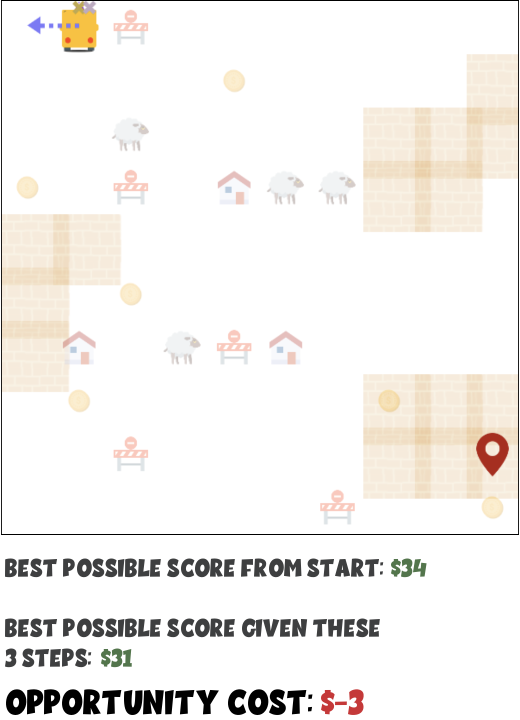 BEST POSSIBLE SCORE FROM START: $34
BEST POSSIBLE SCORE GIVEN THESE
3 STEPS: $31
OPPORTUNITY COST: $-3